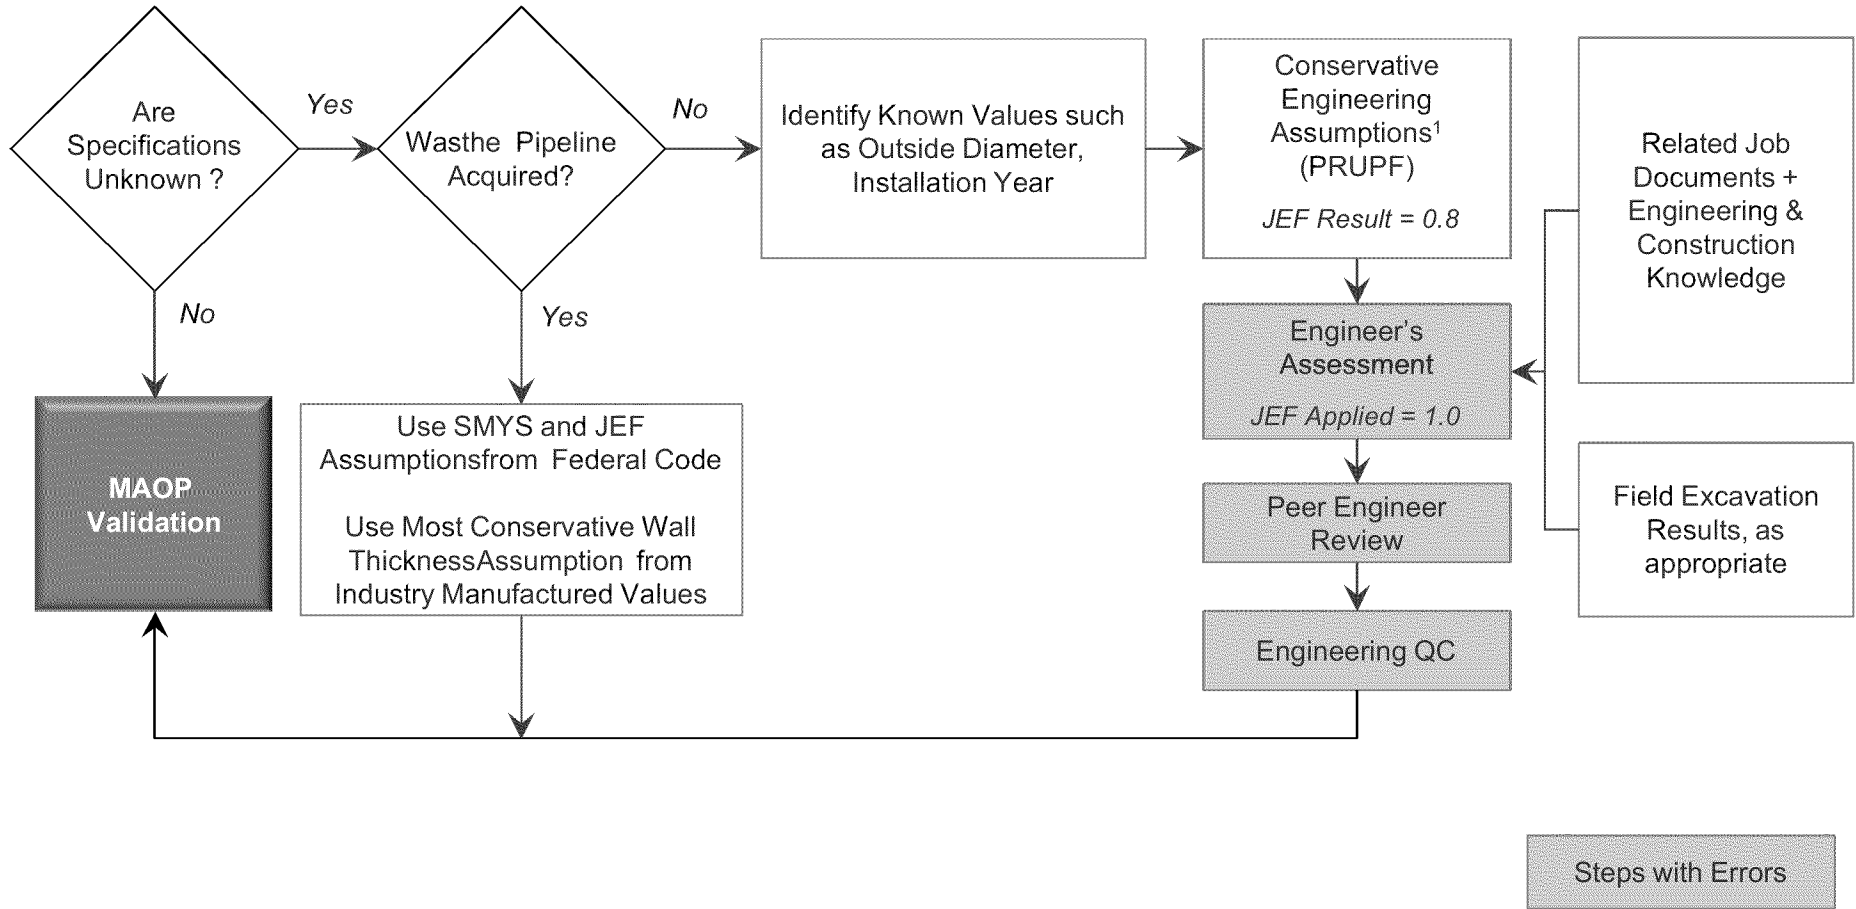 Are
Specifications
Unknown ?
Yes
No
Wasthe Pipeline
Acquired?
No
Yes
Identify Known Values such
as Outside Diameter,
Installation Year
Conservative
Engineering
Assumptions¹
(PRUPF)
JEF Result = 0.8
Related Job
Documents +
Engineering &
Construction
Knowledge
Engineer's
Assessment
JEF Applied = 1.0
MAOP
Validation
Use SMYS and JEF
Assumptionsfrom Federal Code
Use Most Conservative Wall
ThicknessAssumption from
Industry Manufactured Values
Peer Engineer
Review
Field Excavation
Results, as
appropriate
Engineering QC
Steps with Errors